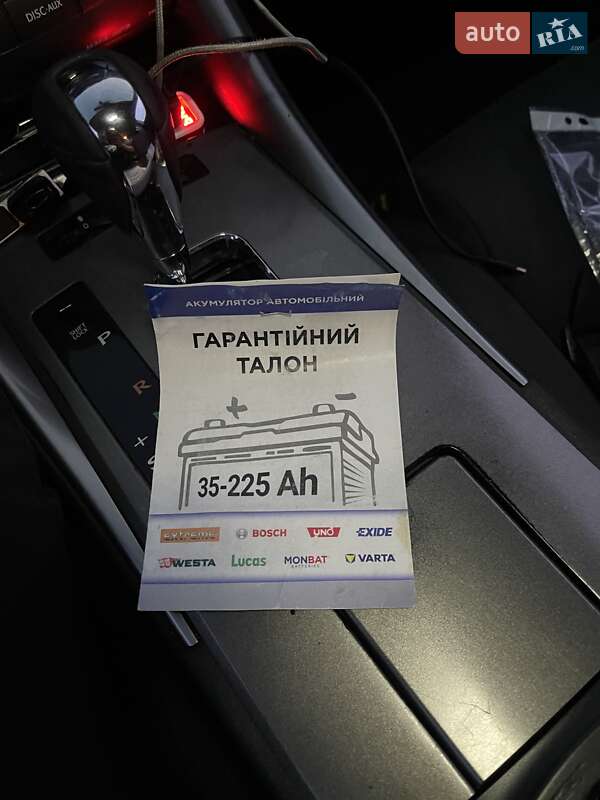 DISC·AUX
auto RIA
.com
SHIFT
LOCK
P
R
+
АКУМУЛЯТОР АВТОМОБІЛЬНИЙ
ГАРАНТІЙНИЙ
ТАЛОН
+ −
35-225 Ah
Extreme BOSCH UNO EXIDE
WESTA Lucas MONBAT VARTA
BATTERIES